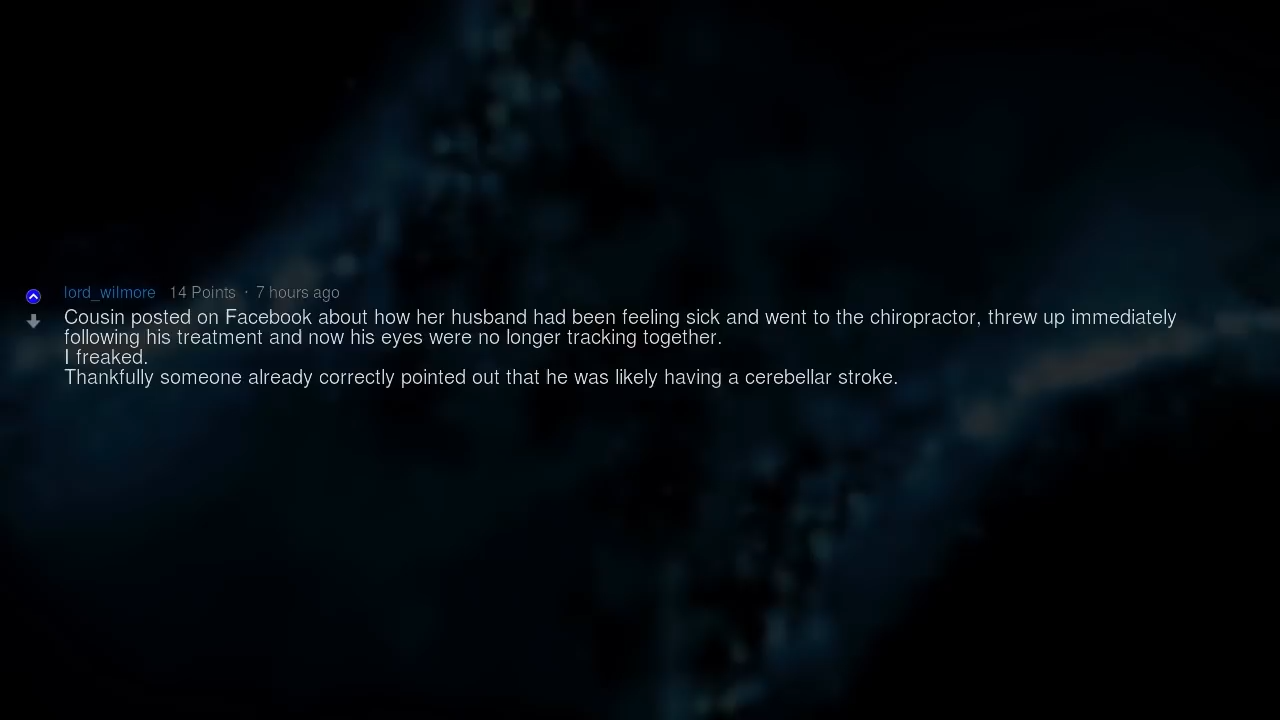 lord_wilmore 14 Points · 7 hours ago
Cousin posted on Facebook about how her husband had been feeling sick and went to the chiropractor, threw up immediately
following his treatment and now his eyes were no longer tracking together.
I freaked.
Thankfully someone already correctly pointed out that he was likely having a cerebellar stroke.